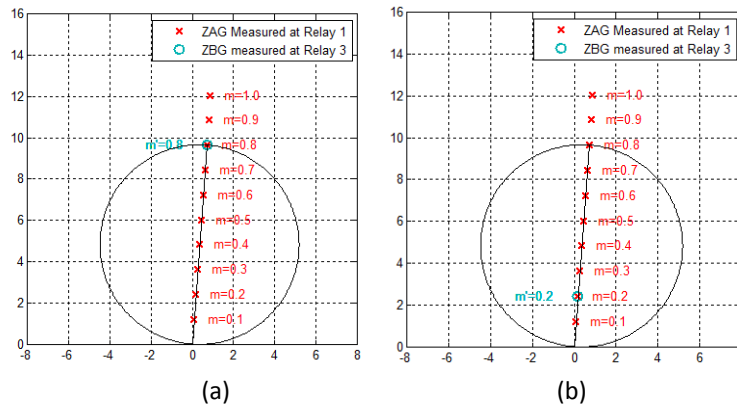 16
14
12
10
8
6
4
2
0
-8 -6 -4 -2 0 2 4 6 8
ZAG Measured at Relay 1
ZBG measured at Relay 3
m=1.0
m=0.9
m'=0.8 m=0.8
m=0.7
m=0.6
m=0.5
m=0.4
m=0.3
m=0.2
m=0.1
(a)
16
14
12
10
8
6
4
2
0
-8 -6 -4 -2 0 2 4 6
ZAG Measured at Relay 1
ZBG measured at Relay 3
m=1.0
m=0.9
m=0.8
m=0.7
m=0.6
m=0.5
m=0.4
m=0.3
m'=0.2 m=0.2
m=0.1
(b)